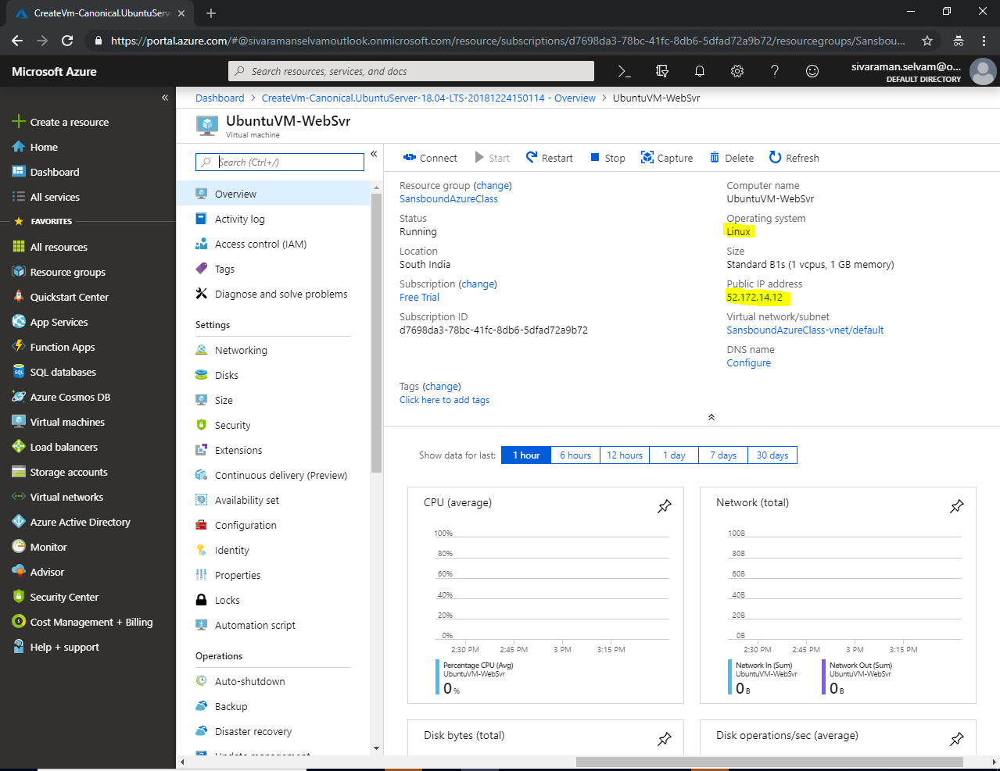 CreateVm-Canonical.UbuntuServ
https://portal.azure.com/#@sivaramanselvamoutlook.onmicrosoft.com/resource/subscriptions/d7698da3-78bc-41fc-8db6-5dfad72a9b72/resourcegroups/Sansbou...
Microsoft Azure
Search resources, services, and docs
sivaraman.selvam@o...
DEFAULT DIRECTORY
Create a resource
Home
Dashboard
All services
FAVORITES
All resources
Resource groups
Quickstart Center
App Services
Function Apps
SQL databases
Azure Cosmos DB
Virtual machines
Load balancers
Storage accounts
Virtual networks
Azure Active Directory
Monitor
Advisor
Security Center
Cost Management + Billing
Help + support
Dashboard > CreateVm-Canonical.UbuntuServer-18.04-LTS-20181224150114 - Overview > UbuntuVM-WebSvr
UbuntuVM-WebSvr
Virtual machine
Search (Ctrl+/)
Overview
Activity log
Access control (IAM)
Tags
Diagnose and solve problems
Settings
Networking
Disks
Size
Security
Extensions
Continuous delivery (Preview)
Availability set
Configuration
Identity
Properties
Locks
Automation script
Operations
Auto-shutdown
Backup
Disaster recovery
Update management
Connect Start Restart Stop Capture Delete Refresh
Resource group (change)
SansboundAzureClass
Status
Running
Location
South India
Subscription (change)
Free Trial
Subscription ID
d7698da3-78bc-41fc-8db6-5dfad72a9b72
Computer name
UbuntuVM-WebSvr
Operating system
Linux
Size
Standard B1s (1 vcpus, 1 GB memory)
Public IP address
52.172.14.12
Virtual network/subnet
SansboundAzureClass-vnet/default
DNS name
Configure
Tags (change)
Click here to add tags
Show data for last: 1 hour 6 hours 12 hours 1 day 7 days 30 days
CPU (average)
100%
80%
60%
40%
20%
0%
2:30 PM 2:45 PM 3 PM 3:15 PM
Percentage CPU (Avg)
UbuntuVM-WebSvr
0 %
Network (total)
100B
80B
60B
40B
20B
0B
2:30 PM 2:45 PM 3 PM 3:15 PM
Network In (Sum)
UbuntuVM-WebSvr
0 B
Network Out (Sum)
UbuntuVM-WebSvr
0 B
Disk bytes (total)
Disk operations/sec (average)